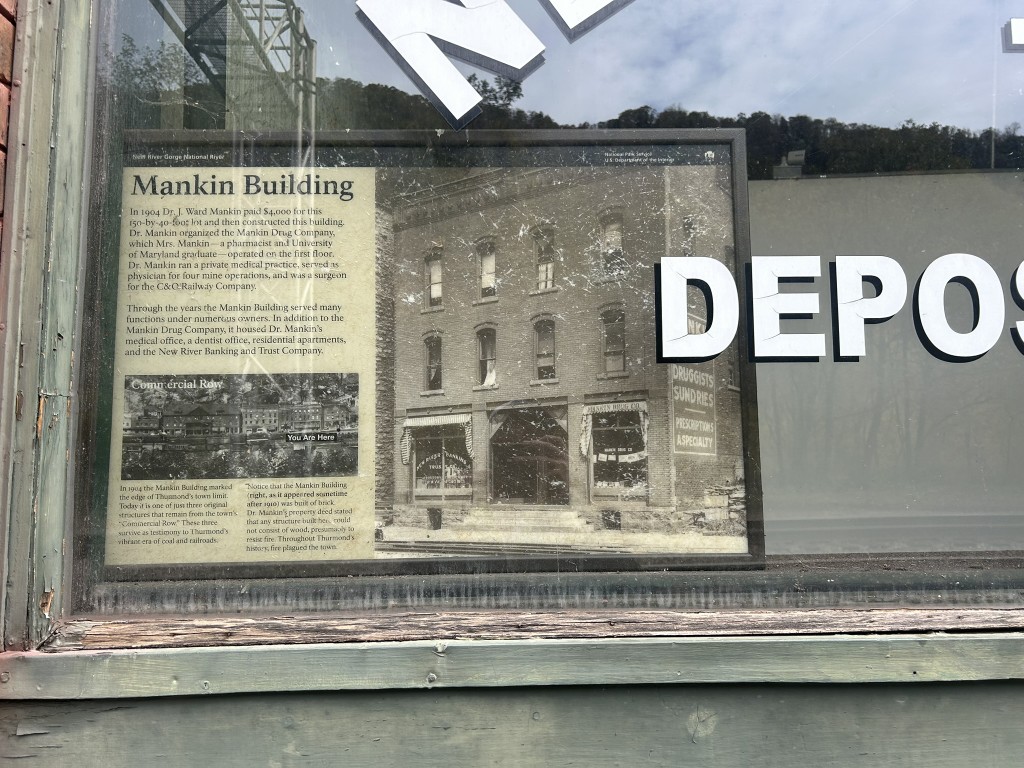 New River Gorge National River
National Park Service
U.S. Department of the Interior
Mankin Building
In 1904 Dr. J. Ward Mankin paid $4,000 for this
150-by-40-foot lot and then constructed this building.
Dr. Mankin organized the Mankin Drug Company,
which Mrs. Mankin—a pharmacist and University
of Maryland graduate—operated on the first floor.
Dr. Mankin ran a private medical practice, served as
physician for four mine operations, and was a surgeon
for the C&O Railway Company.
Through the years the Mankin Building served many
functions under numerous owners. In addition to the
Mankin Drug Company, it housed Dr. Mankin's
medical office, a dentist office, residential apartments,
and the New River Banking and Trust Company.
Commercial Row
You Are Here
In 1904 the Mankin Building marked
the edge of Thurmond's town limit.
Today it is one of just three original
structures that remain from the town's
"Commercial Row." These three
survive as testimony to Thurmond's
vibrant era of coal and railroads.
Notice that the Mankin Building
(right, as it appeared sometime
after 1910) was built of brick.
Dr. Mankin's property deed stated
that any structure built here could
not consist of wood, presumably to
resist fire. Throughout Thurmond's
history, fire plagued the town.
DRUGGISTS
SUNDRIES
PRESCRIPTIONS
A SPECIALTY
DEPOS